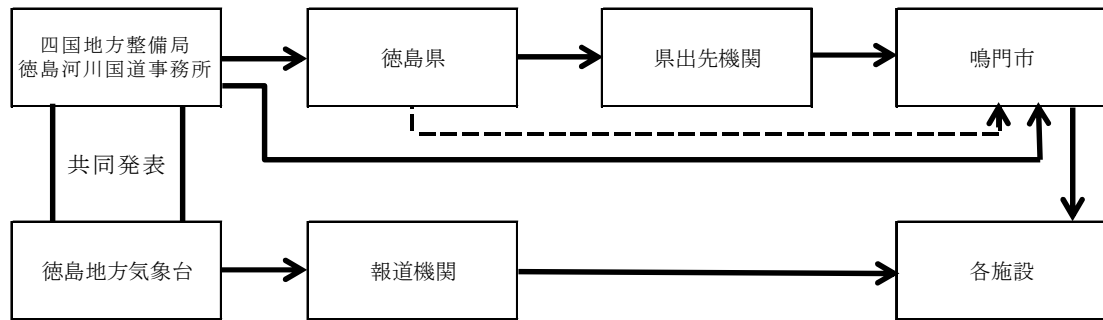 四国地方整備局
徳島河川国道事務所
徳島県
県出先機関
鳴門市
共同発表
徳島地方気象台
報道機関
各施設